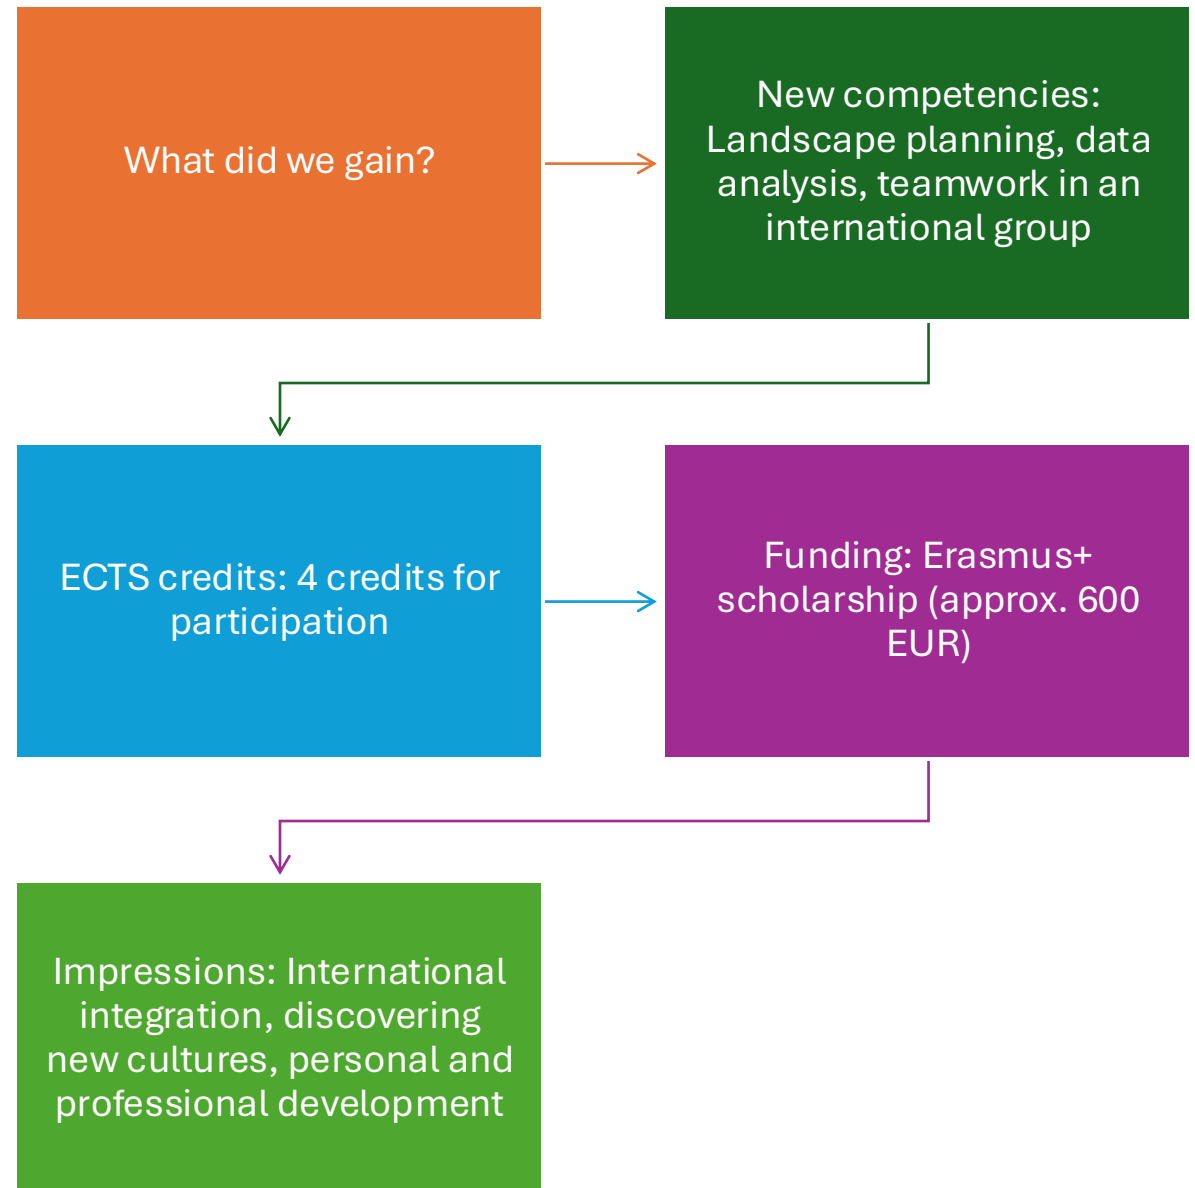 What did we gain?
New competencies:
Landscape planning, data
analysis, teamwork in an
international group
ECTS credits: 4 credits for
participation
Funding: Erasmus+
scholarship (approx. 600
EUR)
Impressions: International
integration, discovering
new cultures, personal and
professional development